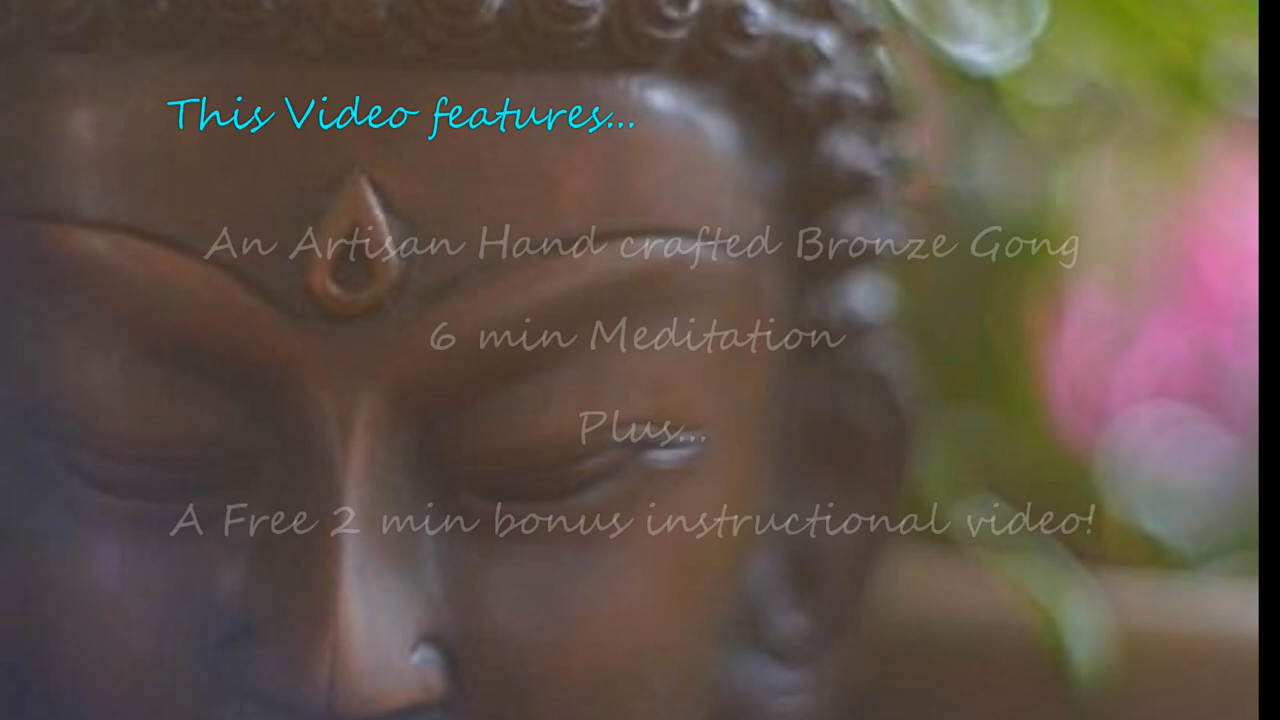 This Video features...
An Artisan Hand crafted Bronze Gong
6 min Meditation
Plus...
A Free 2 min bonus instructional video!